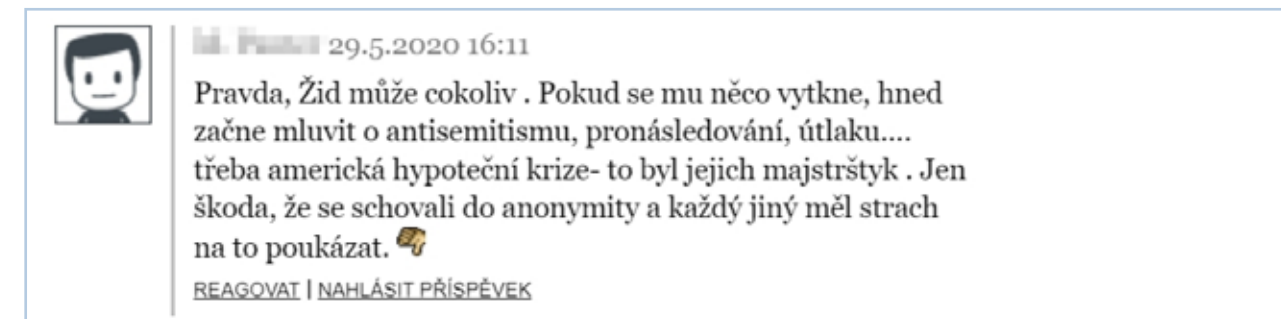 29.5.2020 16:11
Pravda, Žid může cokoliv . Pokud se mu něco vytkne, hned
začne mluvit o antisemitismu, pronásledování, útlaku....
třeba americká hypoteční krize- to byl jejich majstrštyk . Jen
škoda, že se schovali do anonymity a každý jiný měl strach
na to poukázat.
REAGOVAT | NAHLÁSIT PŘÍSPĚVEK